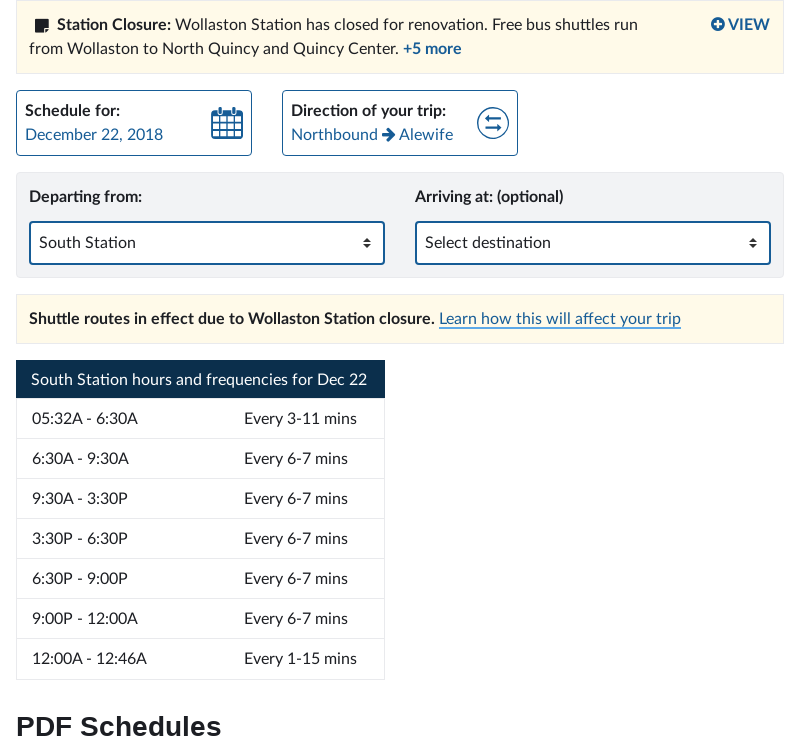 Station Closure: Wollaston Station has closed for renovation. Free bus shuttles run
from Wollaston to North Quincy and Quincy Center. +5 more
VIEW
Schedule for:
December 22, 2018
Direction of your trip:
Northbound Alewife
Departing from:
South Station
Arriving at: (optional)
Select destination
Shuttle routes in effect due to Wollaston Station closure. Learn how this will affect your trip
South Station hours and frequencies for Dec 22
05:32A - 6:30A Every 3-11 mins
6:30A - 9:30A Every 6-7 mins
9:30A - 3:30P Every 6-7 mins
3:30P - 6:30P Every 6-7 mins
6:30P - 9:00P Every 6-7 mins
9:00P - 12:00A Every 6-7 mins
12:00A - 12:46A Every 1-15 mins
PDF Schedules